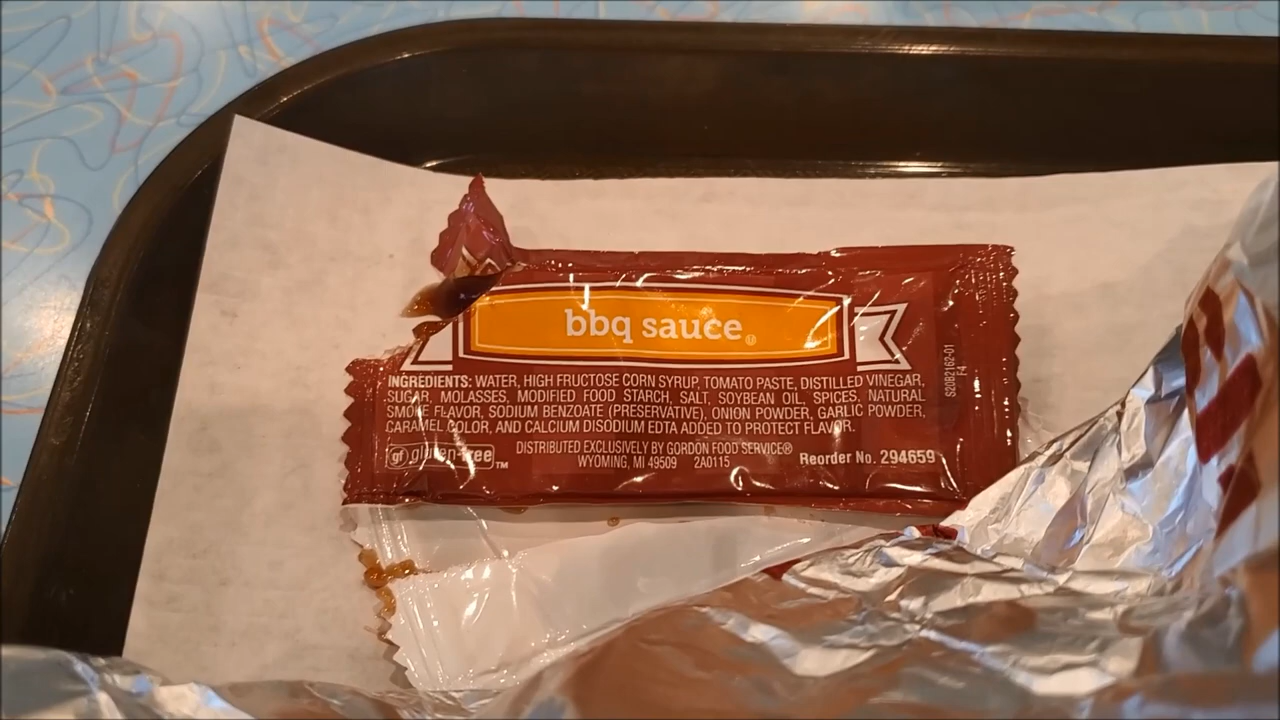 bbq sauce
INGREDIENTS: WATER, HIGH FRUCTOSE CORN SYRUP, TOMATO PASTE, DISTILLED VINEGAR,
SUGAR, MOLASSES, MODIFIED FOOD STARCH, SALT, SOYBEAN OIL, SPICES, NATURAL
SMOKE FLAVOR, SODIUM BENZOATE (PRESERVATIVE), ONION POWDER, GARLIC POWDER,
CARAMEL COLOR, AND CALCIUM DISODIUM EDTA ADDED TO PROTECT FLAVOR.
gf gluten-free™
DISTRIBUTED EXCLUSIVELY BY GORDON FOOD SERVICE®
WYOMING, MI 49509 2A0115
Reorder No. 294659
S20B2162-01
F4